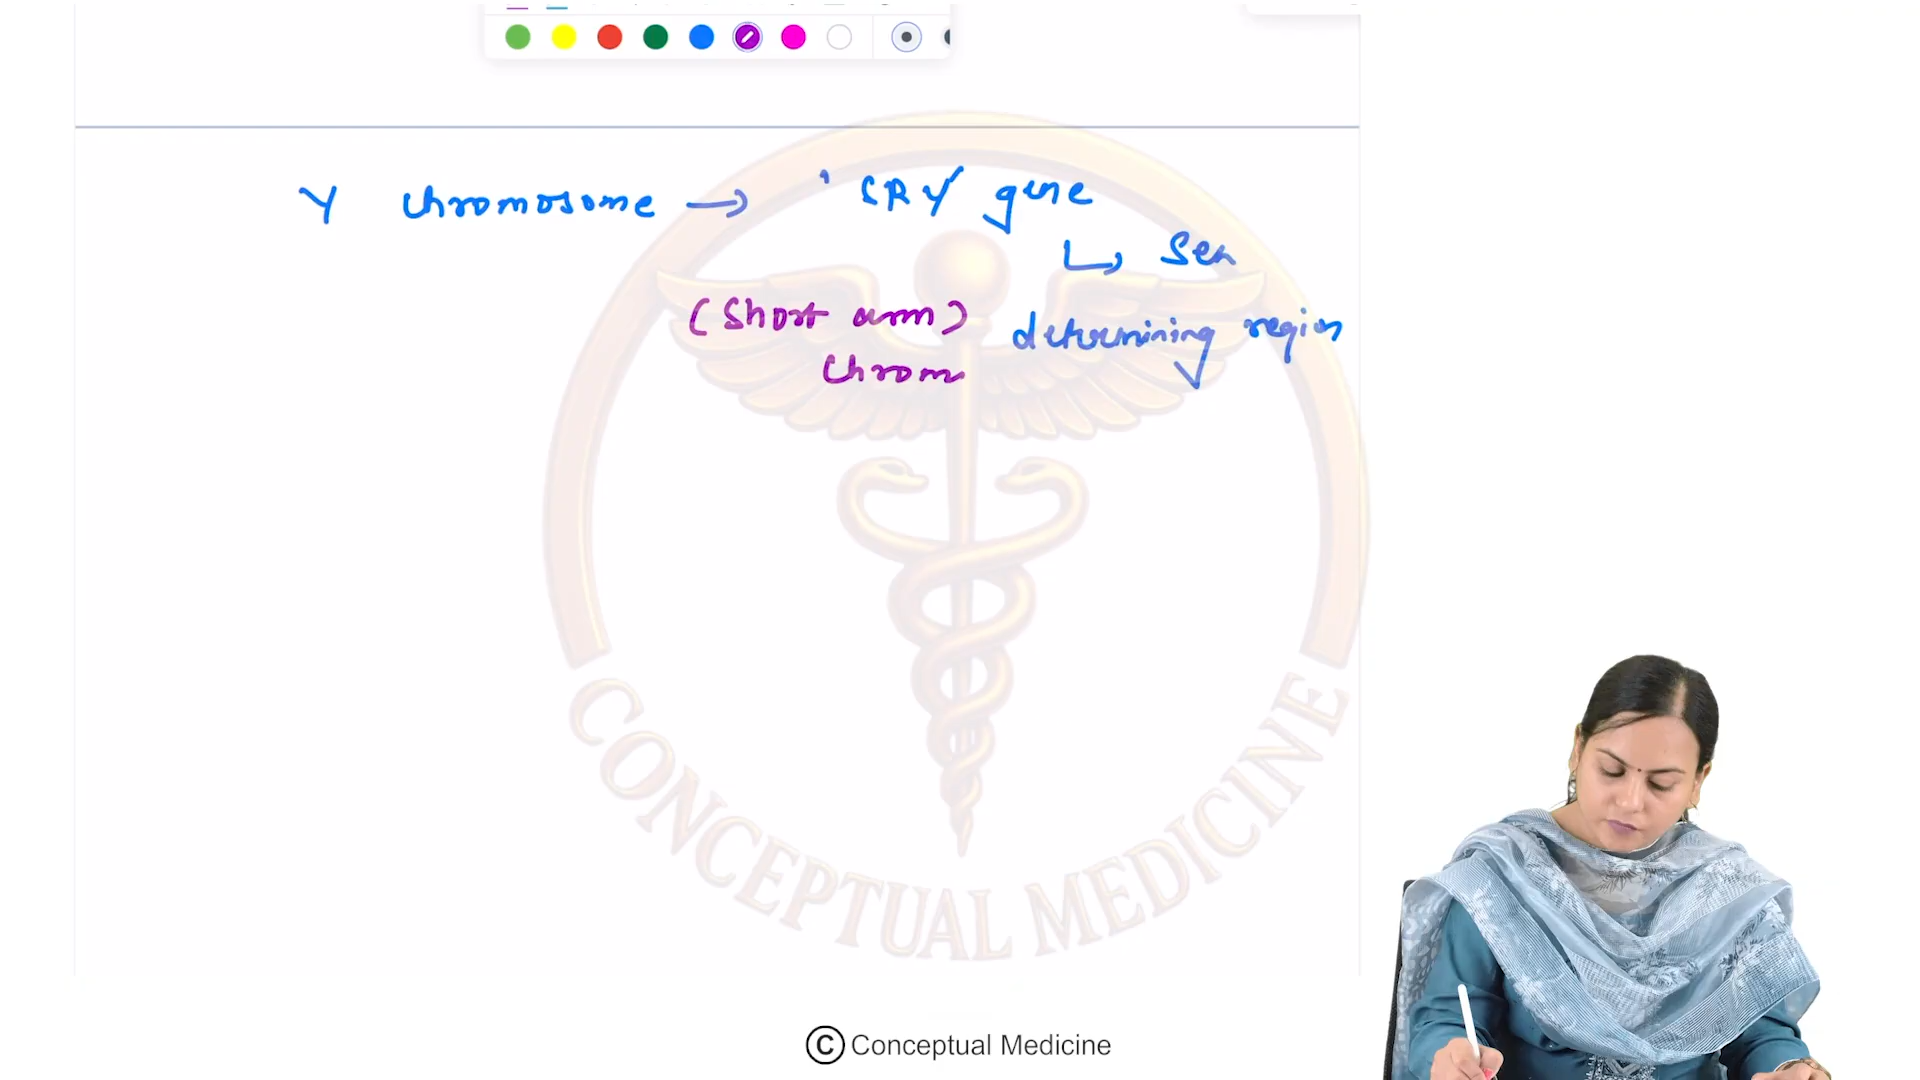 Y chromosome → 'SRY' gene
↳ Sex
(Short arm) determining region
chrom
CONCEPTUAL MEDICINE
© Conceptual Medicine